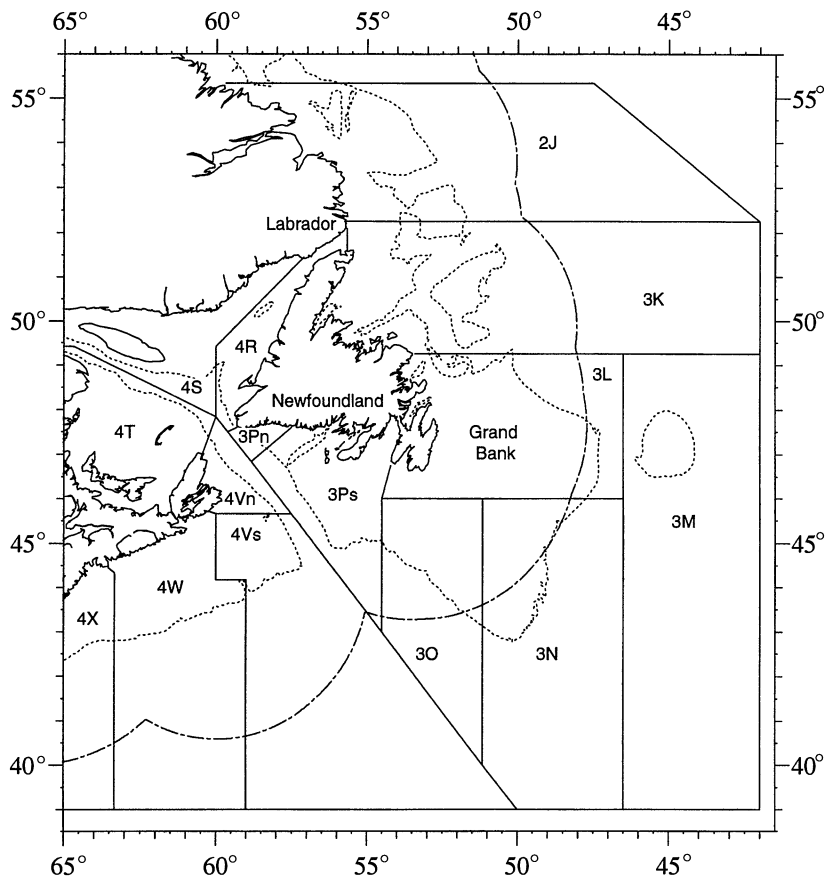 65° 60° 55° 50° 45°
55° 55°
2J
Labrador
3K
50° 50°
4R
3L
4S
Newfoundland
4T 3Pn Grand
Bank
3Ps
4Vn
3M
4Vs
45° 45°
4W
4X
3O 3N
40° 40°
65° 60° 55° 50° 45°